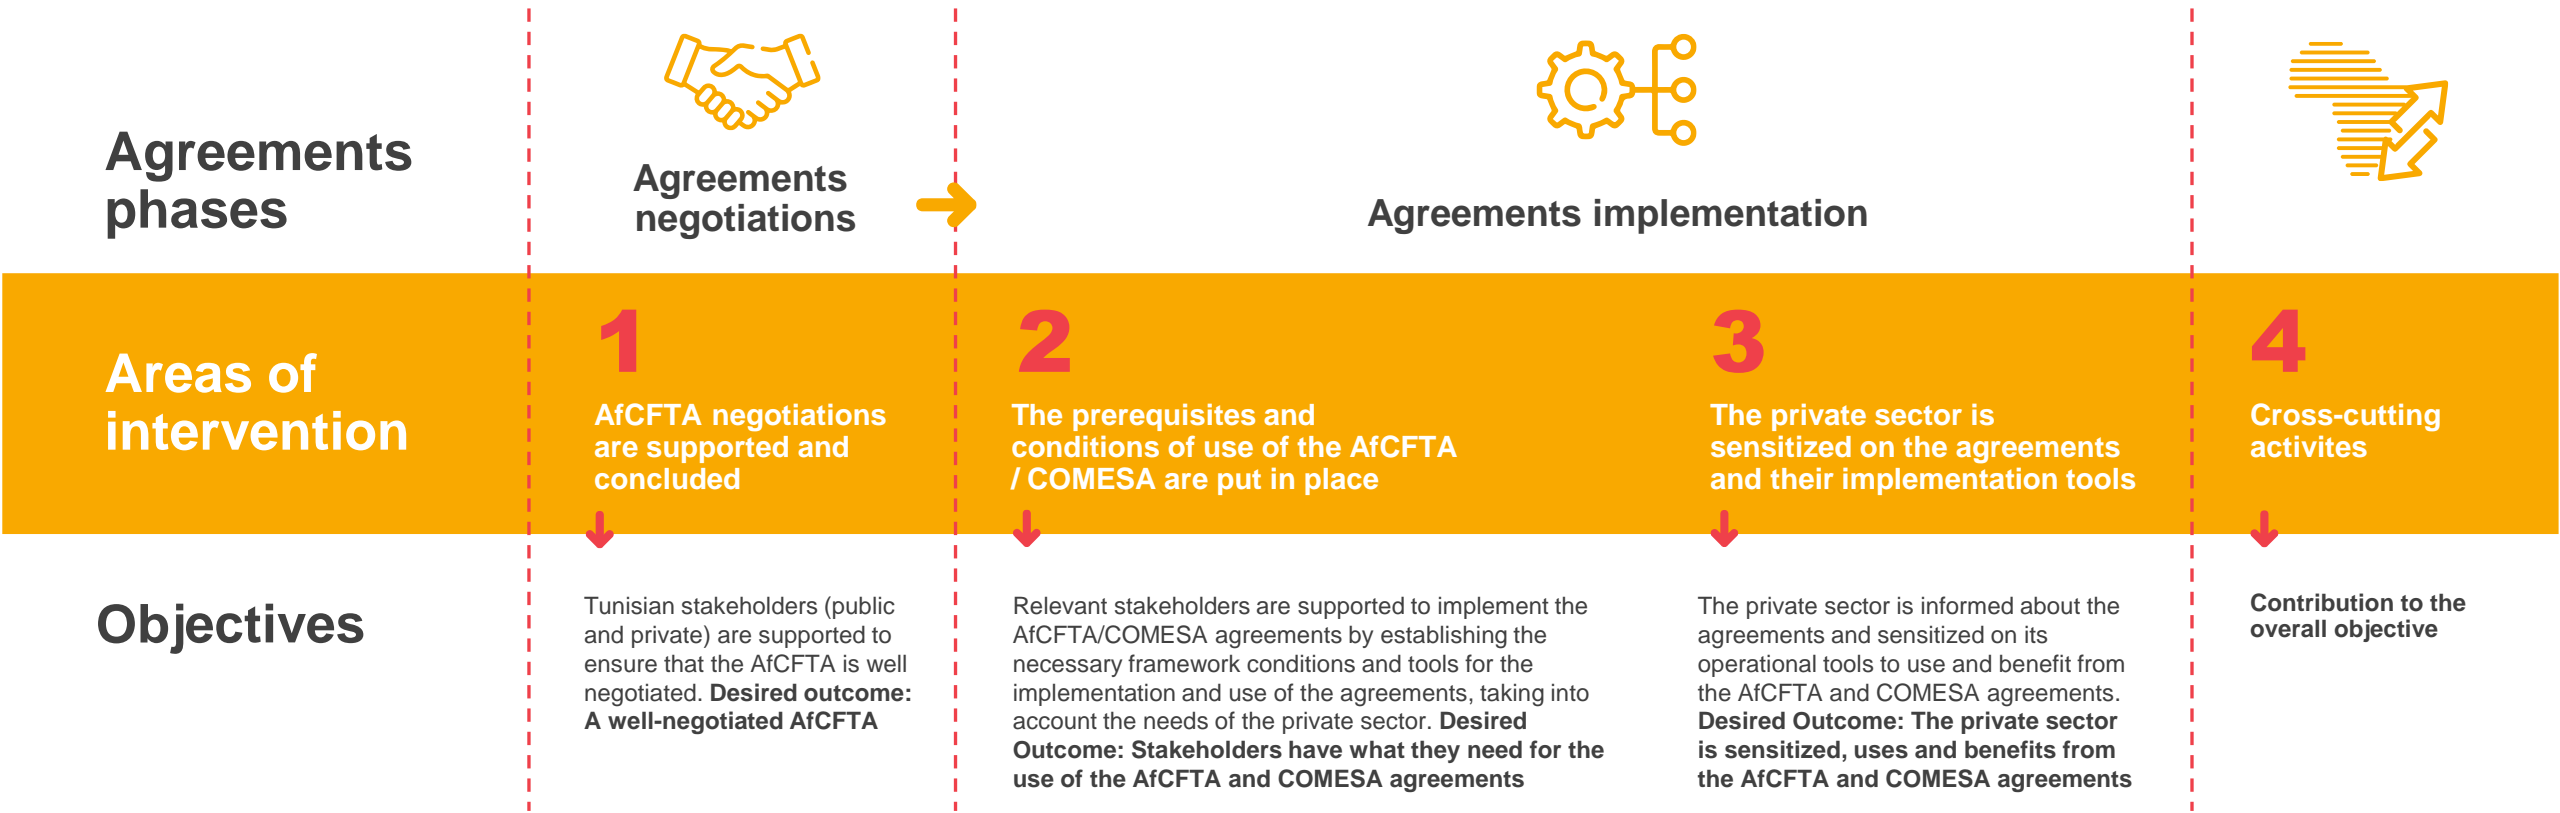 Agreements
phases
Agreements
negotiations
Agreements implementation
Areas of
intervention
1
AfCFTA negotiations
are supported and
concluded
2
The prerequisites and
conditions of use of the AfCFTA
/ COMESA are put in place
3
The private sector is
sensitized on the agreements
and their implementation tools
4
Cross-cutting
activites
Objectives
Tunisian stakeholders (public
and private) are supported to
ensure that the AfCFTA is well
negotiated. Desired outcome:
A well-negotiated AfCFTA
Relevant stakeholders are supported to implement the
AfCFTA/COMESA agreements by establishing the
necessary framework conditions and tools for the
implementation and use of the agreements, taking into
account the needs of the private sector. Desired
Outcome: Stakeholders have what they need for the
use of the AfCFTA and COMESA agreements
The private sector is informed about the
agreements and sensitized on its
operational tools to use and benefit from
the AfCFTA and COMESA agreements.
Desired Outcome: The private sector
is sensitized, uses and benefits from
the AfCFTA and COMESA agreements
Contribution to the
overall objective